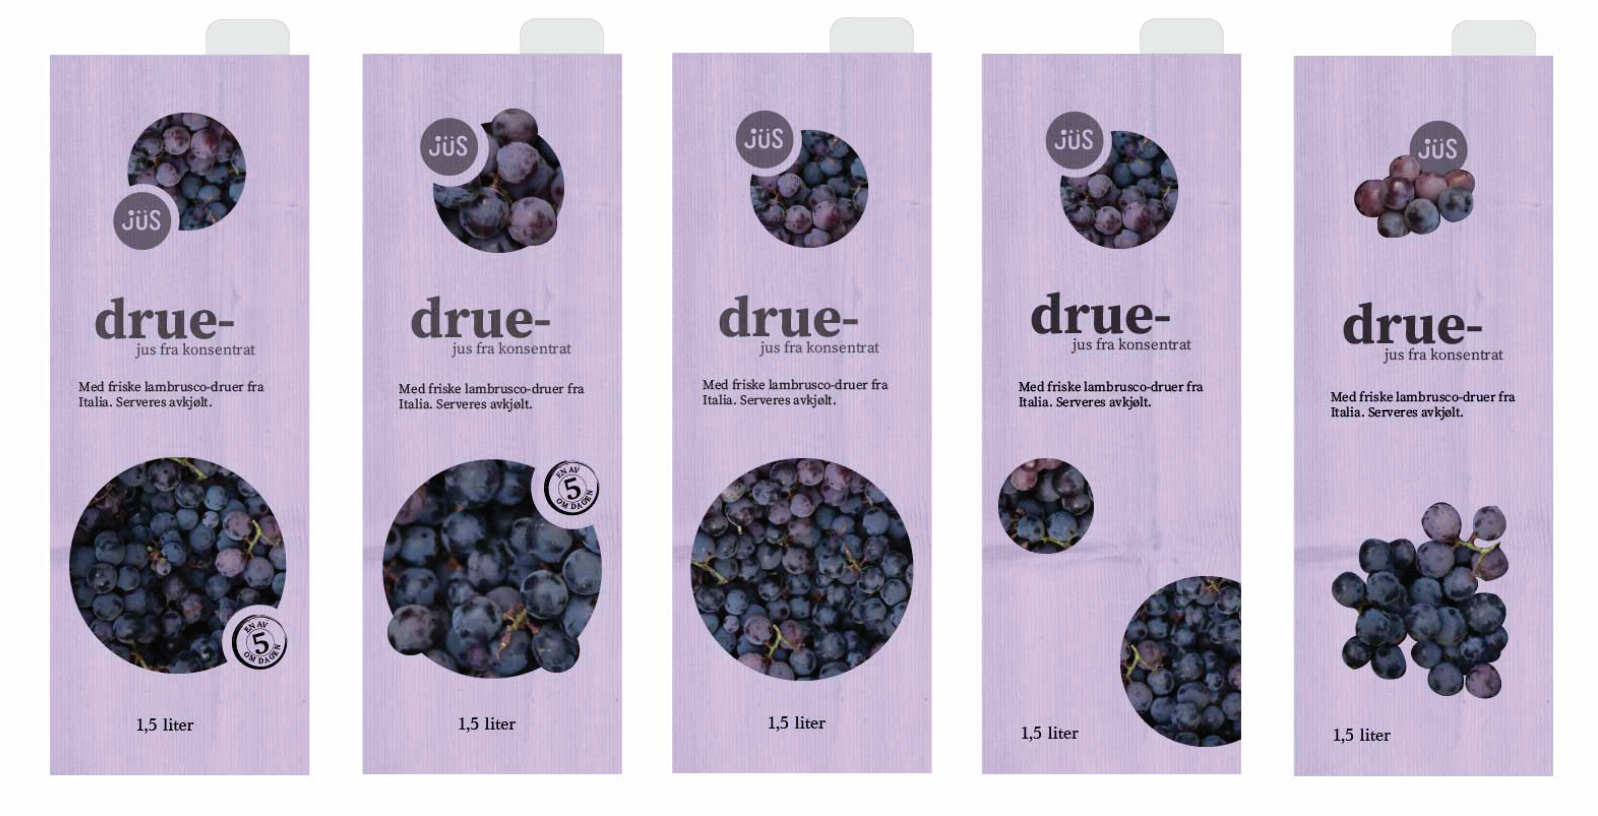 JÜS
drue-
jus fra konsentrat
Med friske lambrusco-druer fra
Italia. Serveres avkjølt.
EN AV
5
OM DAGEN
1,5 liter
JÜS
drue-
jus fra konsentrat
Med friske lambrusco-druer fra
Italia. Serveres avkjølt.
EN AV
5
OM DAGEN
1,5 liter
JÜS
drue-
jus fra konsentrat
Med friske lambrusco-druer fra
Italia. Serveres avkjølt.
1,5 liter
JÜS
drue-
jus fra konsentrat
Med friske lambrusco-druer fra
Italia. Serveres avkjølt.
1,5 liter
JÜS
drue-
jus fra konsentrat
Med friske lambrusco-druer fra
Italia. Serveres avkjølt.
1,5 liter